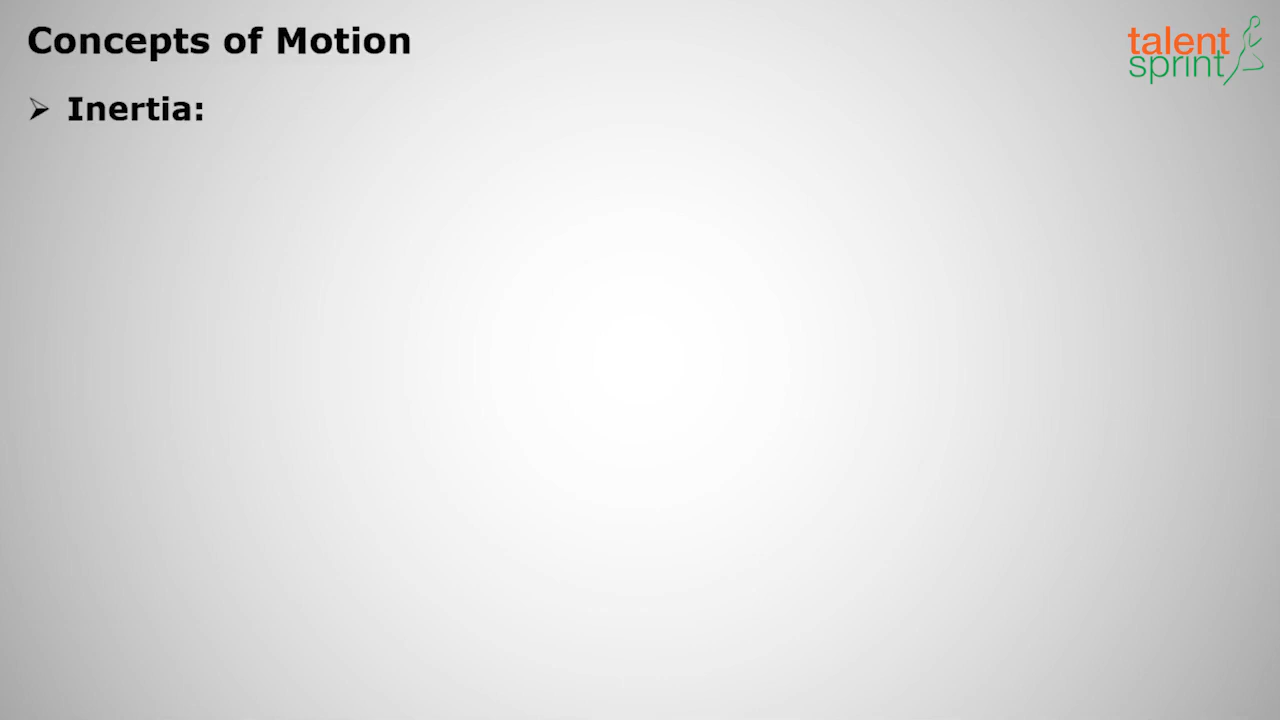 Concepts of Motion
talent
sprint
➢ Inertia: